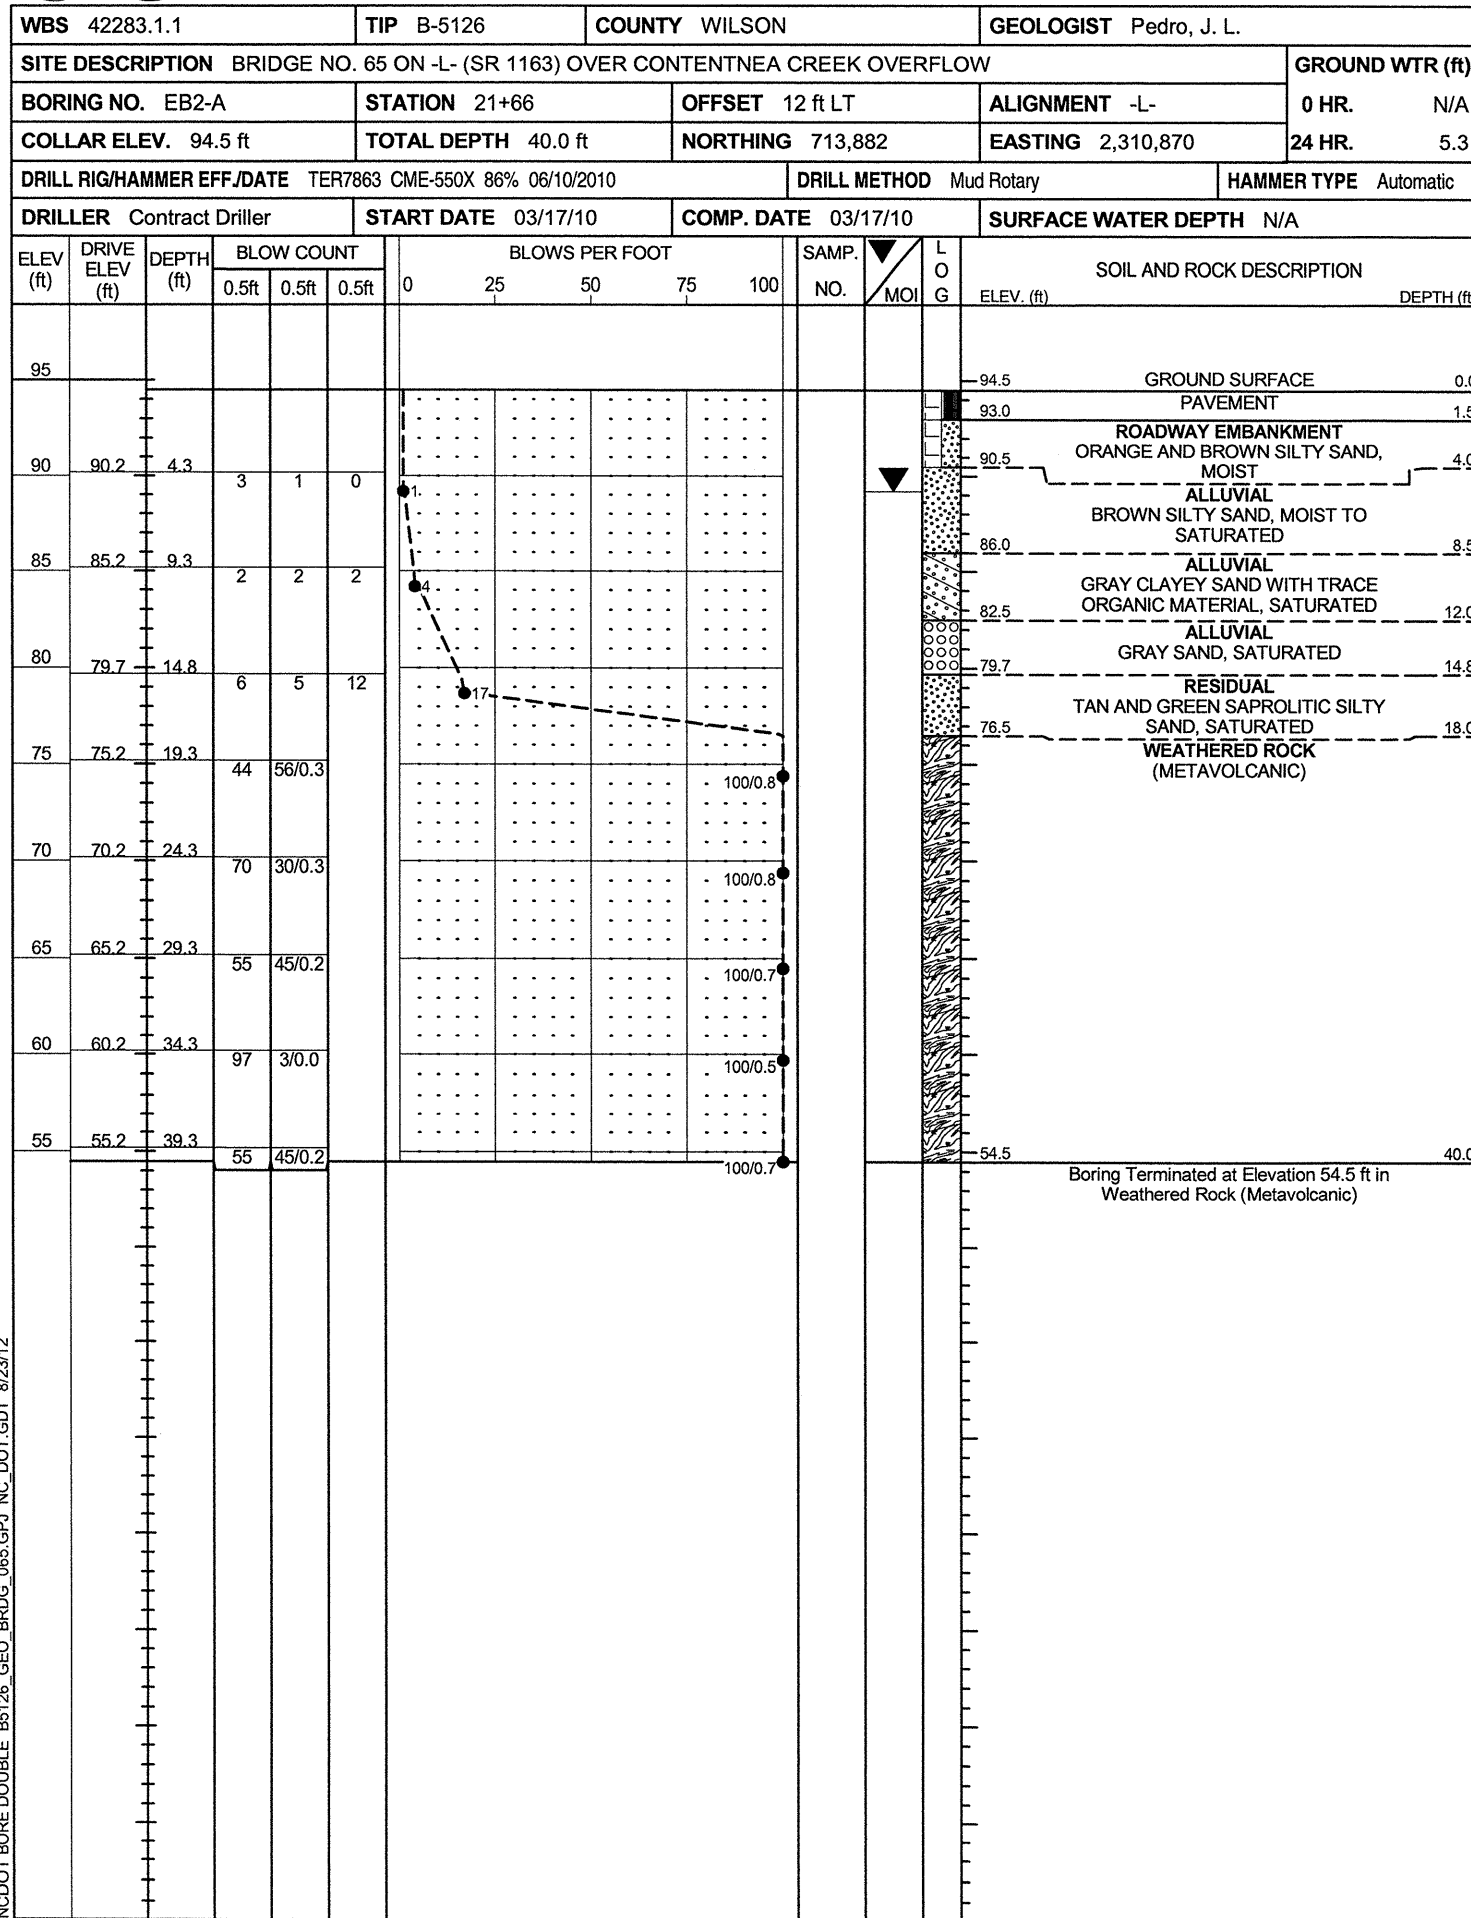 WBS 42283.1.1 TIP B-5126 COUNTY WILSON GEOLOGIST Pedro, J. L.
SITE DESCRIPTION BRIDGE NO. 65 ON -L- (SR 1163) OVER CONTENTNEA CREEK OVERFLOW GROUND WTR (ft)
BORING NO. EB2-A STATION 21+66 OFFSET 12 ft LT ALIGNMENT -L- 0 HR. N/A
COLLAR ELEV. 94.5 ft TOTAL DEPTH 40.0 ft NORTHING 713,882 EASTING 2,310,870 24 HR. 5.3
DRILL RIG/HAMMER EFF./DATE TER7863 CME-550X 86% 06/10/2010 DRILL METHOD Mud Rotary HAMMER TYPE Automatic
DRILLER Contract Driller START DATE 03/17/10 COMP. DATE 03/17/10 SURFACE WATER DEPTH N/A
ELEV (ft) DRIVE ELEV (ft) DEPTH (ft) BLOW COUNT BLOWS PER FOOT SAMP. NO. MOI LOG SOIL AND ROCK DESCRIPTION
0.5ft 0.5ft 0.5ft 0 25 50 75 100 ELEV. (ft) DEPTH (ft
95
94.5 GROUND SURFACE 0.0
PAVEMENT
93.0 1.5
ROADWAY EMBANKMENT
ORANGE AND BROWN SILTY SAND,
90 90.2 4.3 90.5 MOIST 4.0
3 1 0 1
ALLUVIAL
BROWN SILTY SAND, MOIST TO
SATURATED
86.0 8.5
85 85.2 9.3 ALLUVIAL
2 2 2 4 GRAY CLAYEY SAND WITH TRACE
ORGANIC MATERIAL, SATURATED
82.5 12.0
ALLUVIAL
80 GRAY SAND, SATURATED
79.7 14.8 79.7 14.8
6 5 12 17 RESIDUAL
TAN AND GREEN SAPROLITIC SILTY
76.5 SAND, SATURATED 18.0
75 75.2 19.3 WEATHERED ROCK
44 56/0.3 100/0.8 (METAVOLCANIC)
70 70.2 24.3
70 30/0.3 100/0.8
65 65.2 29.3
55 45/0.2 100/0.7
60 60.2 34.3
97 3/0.0 100/0.5
55 55.2 39.3
55 45/0.2 100/0.7 54.5 40.0
Boring Terminated at Elevation 54.5 ft in
Weathered Rock (Metavolcanic)
NCDOT BORE DOUBLE B5126_GEO_BRDG_065.GPJ NC_DOT.GDT 8/23/12